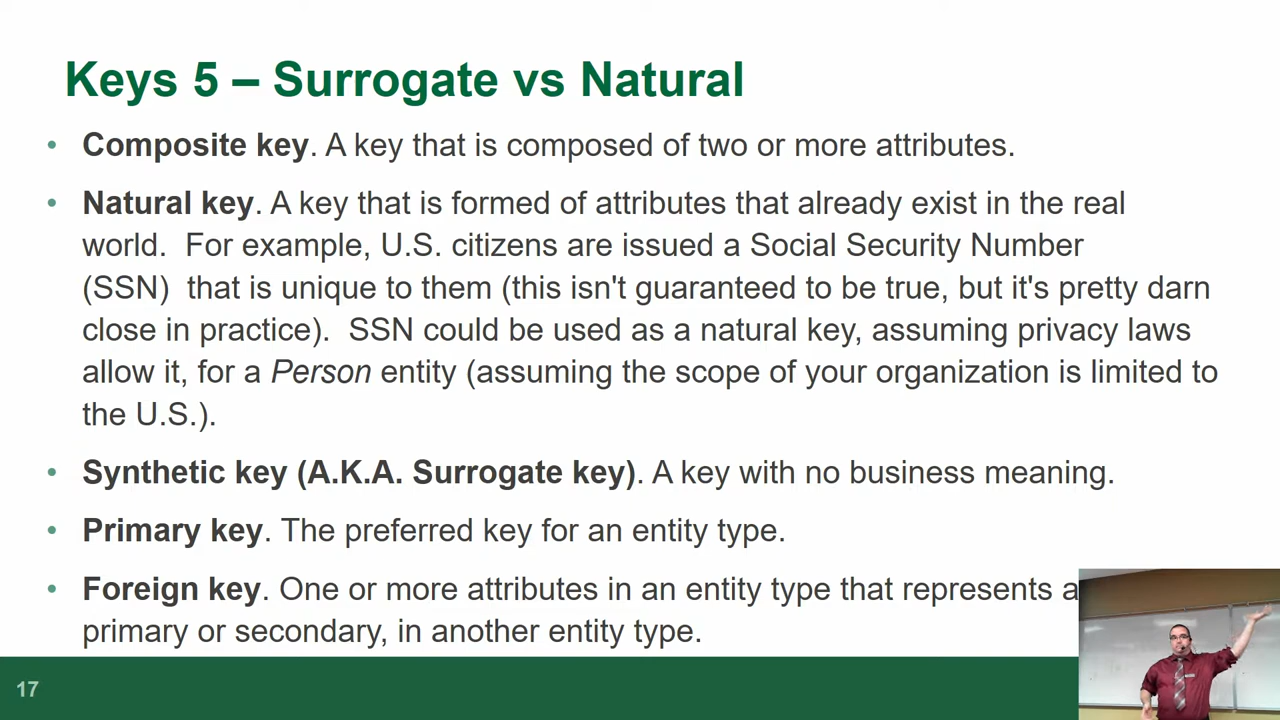 Keys 5 – Surrogate vs Natural
• Composite key. A key that is composed of two or more attributes.
• Natural key. A key that is formed of attributes that already exist in the real
world.  For example, U.S. citizens are issued a Social Security Number
(SSN)  that is unique to them (this isn't guaranteed to be true, but it's pretty darn
close in practice).  SSN could be used as a natural key, assuming privacy laws
allow it, for a Person entity (assuming the scope of your organization is limited to
the U.S.).
• Synthetic key (A.K.A. Surrogate key). A key with no business meaning.
• Primary key. The preferred key for an entity type.
• Foreign key. One or more attributes in an entity type that represents a
primary or secondary, in another entity type.
17